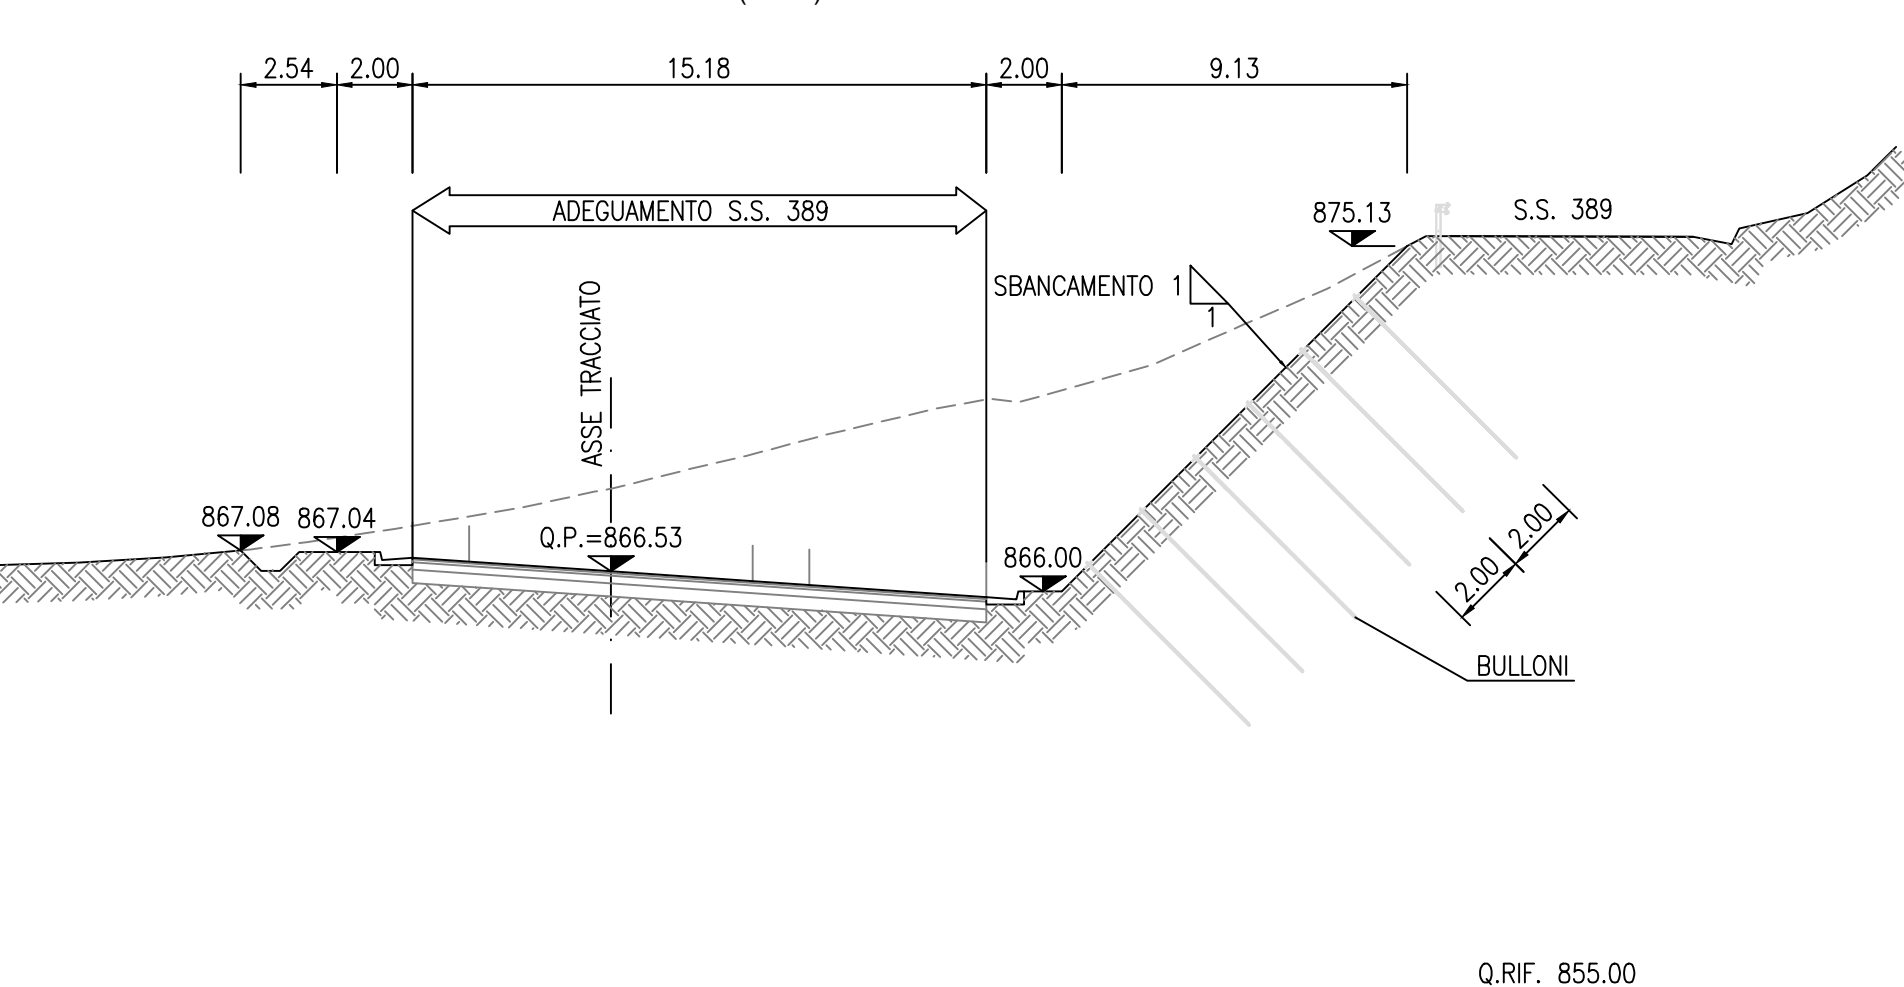 2.54
2.00
15.18
2.00
9.13
ADEGUAMENTO S.S. 389
875.13
S.S. 389
SBANCAMENTO 1
1
ASSE TRACCIATO
867.08
867.04
Q.P.=866.53
866.00
2.00
2.00
BULLONI
Q.RIF. 855.00